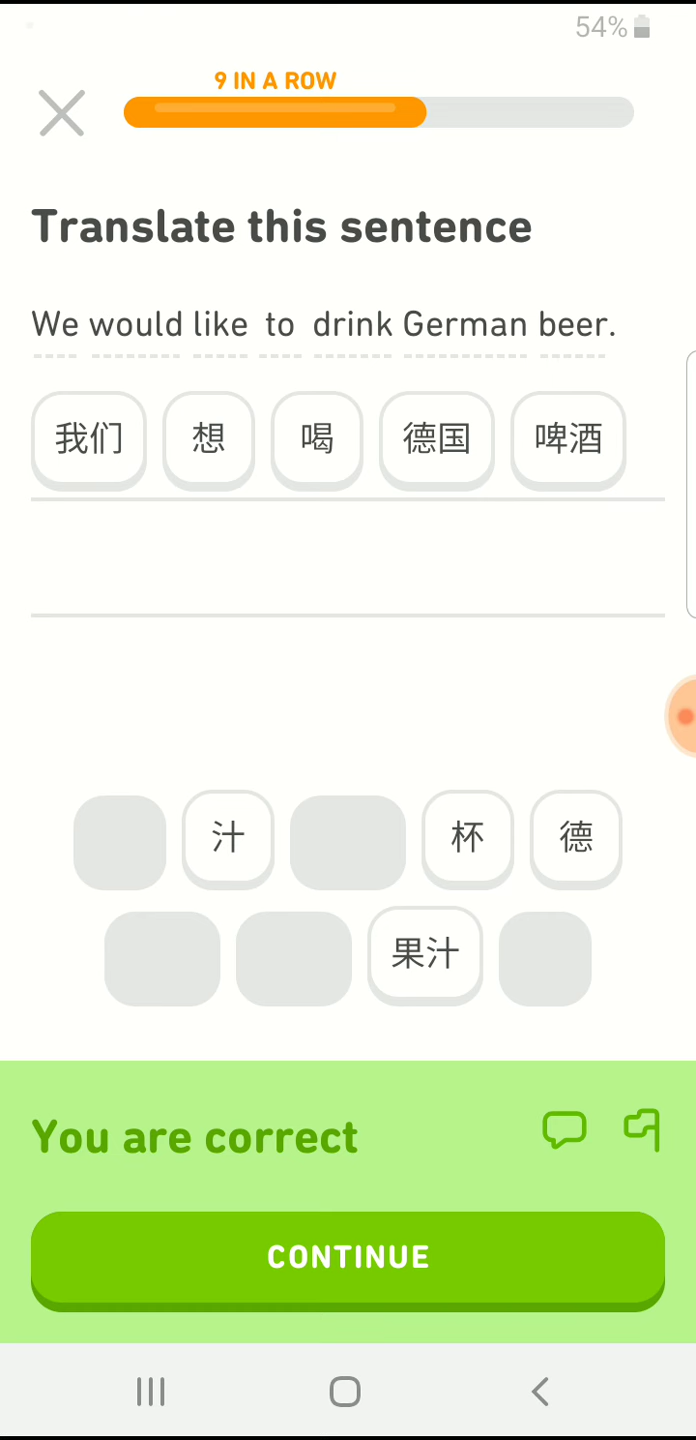 54%
9 IN A ROW
Translate this sentence
We would like to drink German beer.
我们 想 喝 德国 啤酒
汁 杯 德
果汁
You are correct
CONTINUE